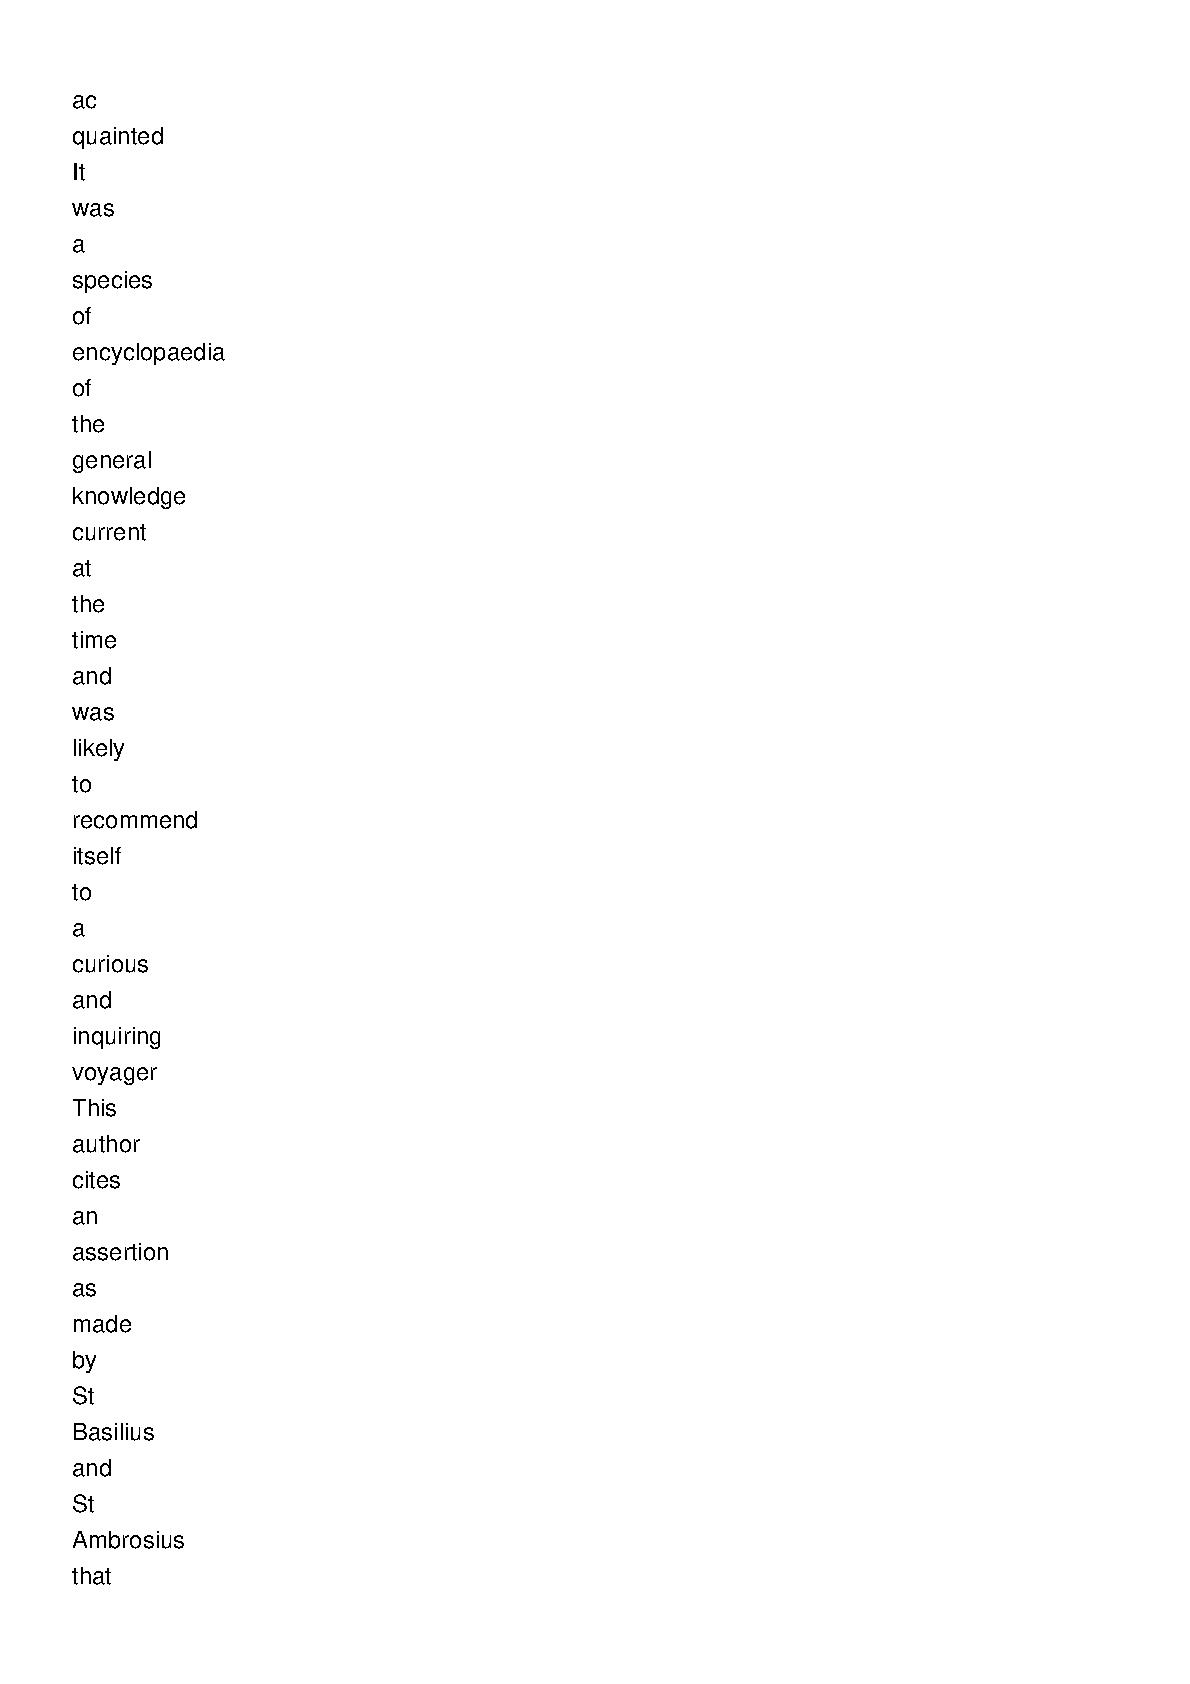 ac
quainted
It
was
a
species
of
encyclopaedia
of
the
general
knowledge
current
at
the
time
and
was
likely
to
recommend
itself
to
a
curious
and
inquiring
voyager
This
author
cites
an
assertion
as
made
by
St
Basilius
and
St
Ambrosius
that